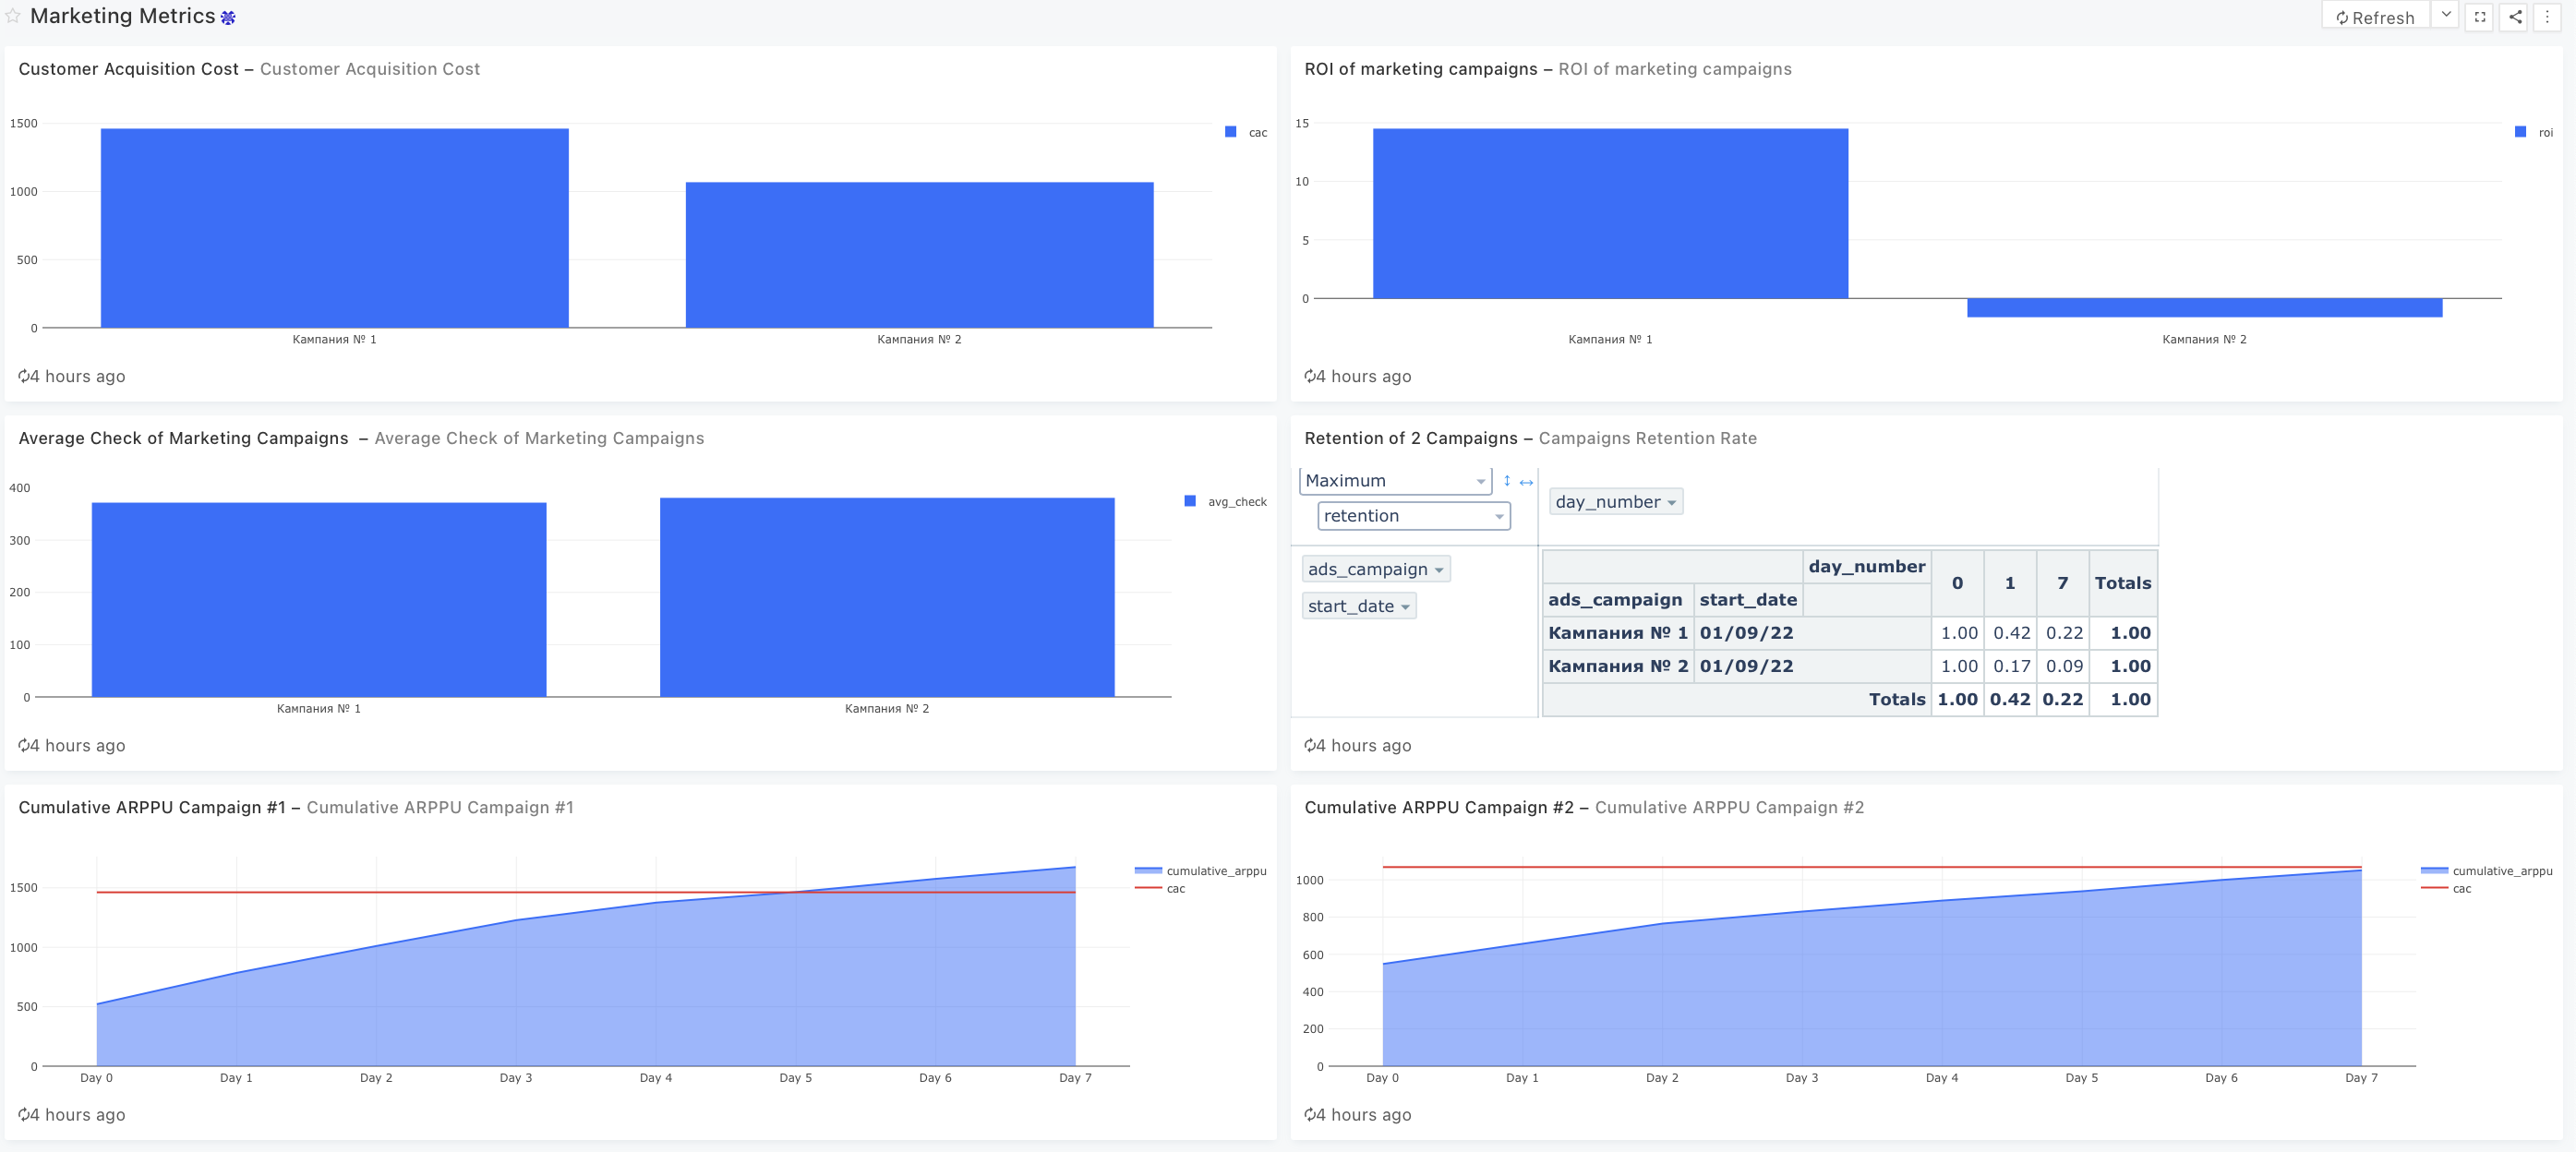 Marketing Metrics
Refresh
Customer Acquisition Cost – Customer Acquisition Cost
1500
1000
500
0
Кампания № 1
Кампания № 2
cac
4 hours ago
ROI of marketing campaigns – ROI of marketing campaigns
15
10
5
0
Кампания № 1
Кампания № 2
roi
4 hours ago
Average Check of Marketing Campaigns – Average Check of Marketing Campaigns
400
300
200
100
0
Кампания № 1
Кампания № 2
avg_check
4 hours ago
Retention of 2 Campaigns – Campaigns Retention Rate
Maximum
retention
day_number
ads_campaign
start_date
day_number 0 1 7 Totals
ads_campaign start_date
Кампания № 1 01/09/22 1.00 0.42 0.22 1.00
Кампания № 2 01/09/22 1.00 0.17 0.09 1.00
Totals 1.00 0.42 0.22 1.00
4 hours ago
Cumulative ARPPU Campaign #1 – Cumulative ARPPU Campaign #1
1500
1000
500
0
Day 0 Day 1 Day 2 Day 3 Day 4 Day 5 Day 6 Day 7
cumulative_arppu
cac
4 hours ago
Cumulative ARPPU Campaign #2 – Cumulative ARPPU Campaign #2
1000
800
600
400
200
0
Day 0 Day 1 Day 2 Day 3 Day 4 Day 5 Day 6 Day 7
cumulative_arppu
cac
4 hours ago